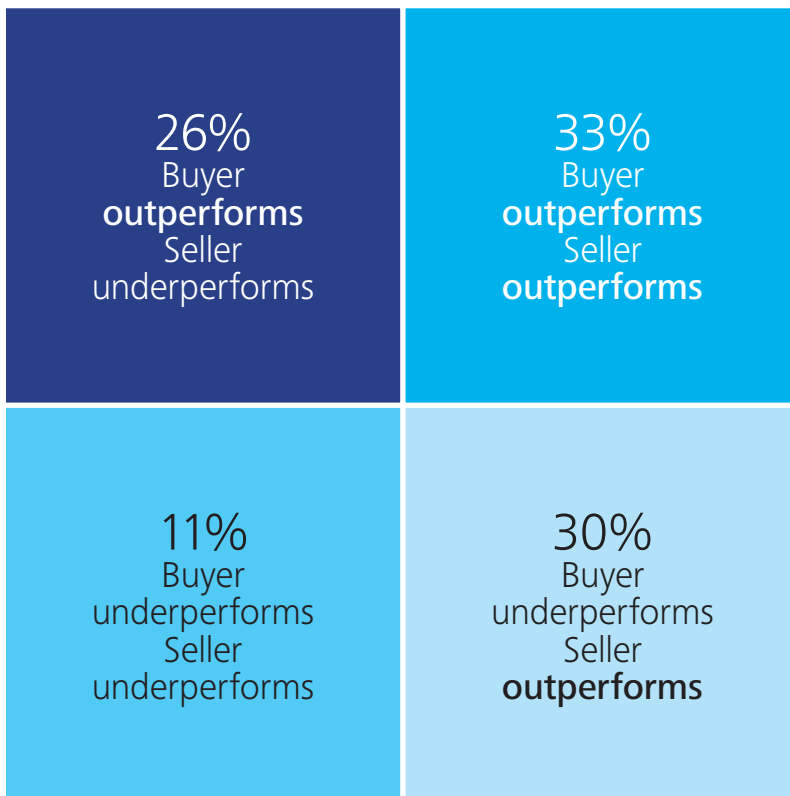 26%
Buyer
outperforms
Seller
underperforms
33%
Buyer
outperforms
Seller
outperforms
11%
Buyer
underperforms
Seller
underperforms
30%
Buyer
underperforms
Seller
outperforms